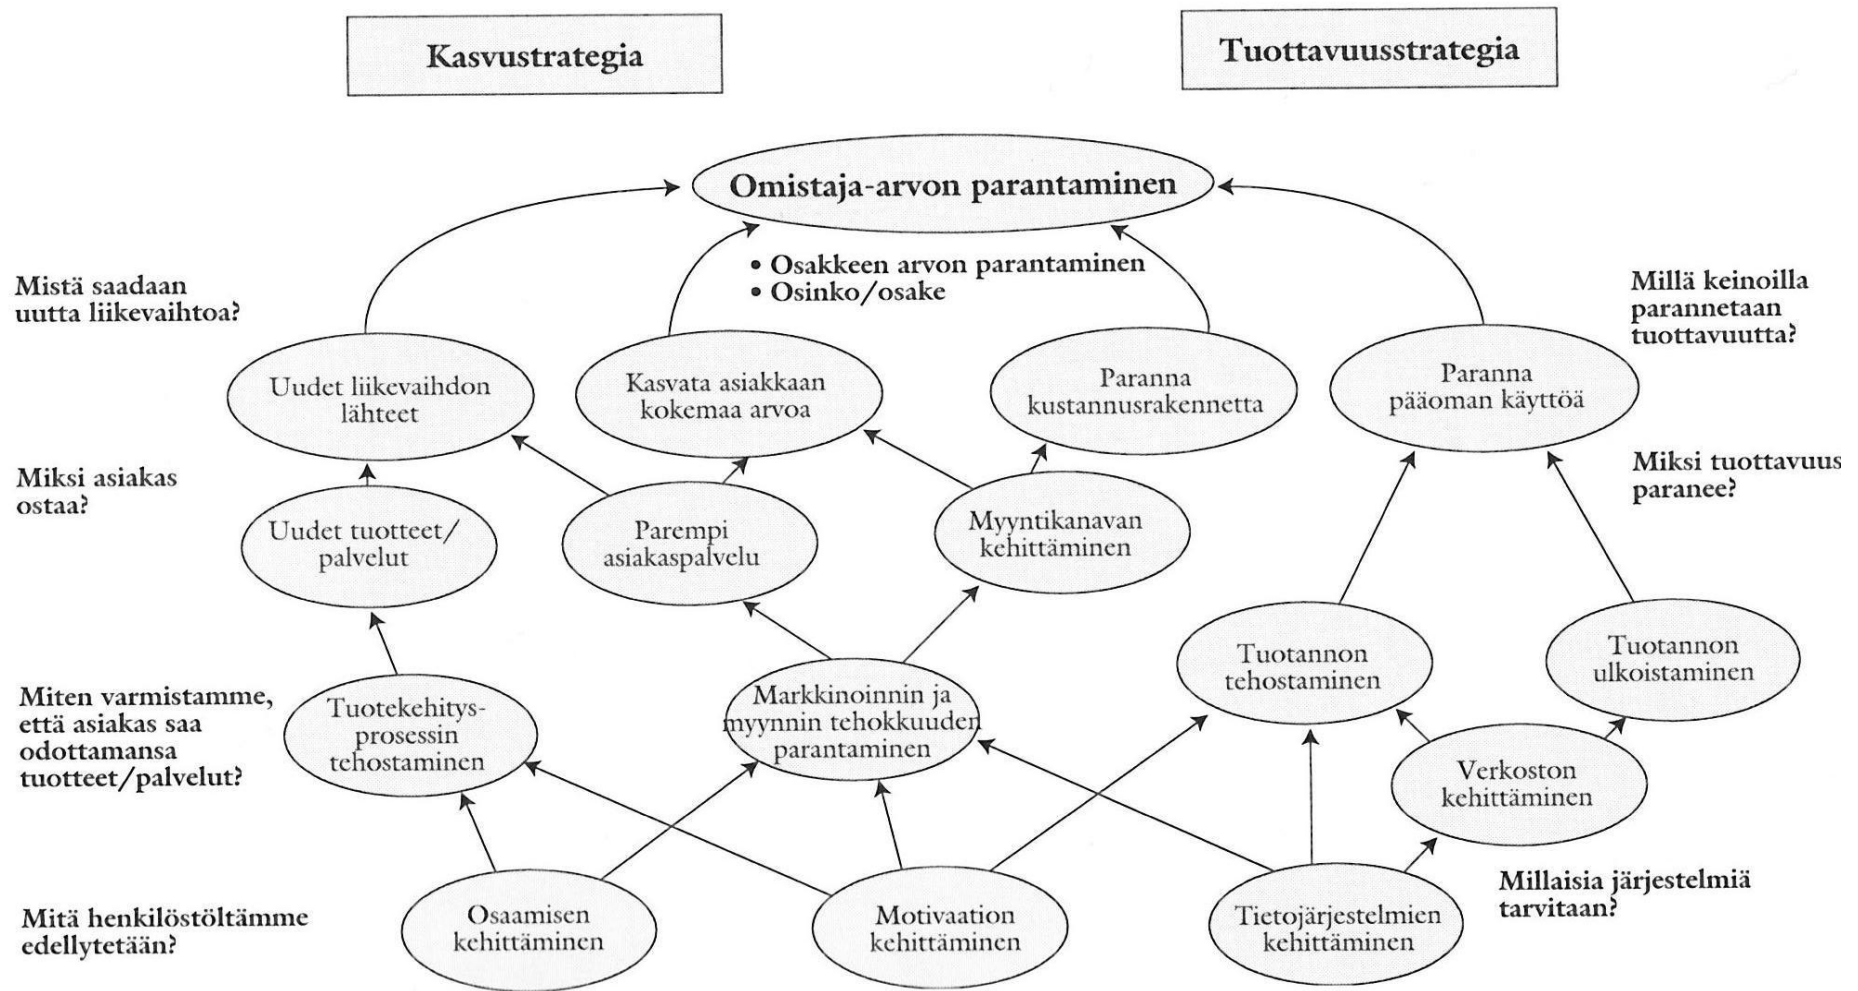 Kasvustrategia
Tuottavuusstrategia
Omistaja-arvon parantaminen
• Osakkeen arvon parantaminen
• Osinko/osake
Mistä saadaan
uutta liikevaihtoa?
Millä keinoilla
parannetaan
tuottavuutta?
Uudet liikevaihdon
lähteet
Kasvata asiakkaan
kokemaa arvoa
Paranna
kustannusrakennetta
Paranna
pääoman käyttöä
Miksi asiakas
ostaa?
Miksi tuottavuus
paranee?
Uudet tuotteet/
palvelut
Parempi
asiakaspalvelu
Myyntikanavan
kehittäminen
Tuotannon
tehostaminen
Tuotannon
ulkoistaminen
Miten varmistamme,
että asiakas saa
odottamansa
tuotteet/palvelut?
Tuotekehitys-
prosessin
tehostaminen
Markkinoinnin ja
myynnin tehokkuuden
parantaminen
Verkoston
kehittäminen
Mitä henkilöstöltämme
edellytetään?
Osaamisen
kehittäminen
Motivaation
kehittäminen
Tietojärjestelmien
kehittäminen
Millaisia järjestelmiä
tarvitaan?